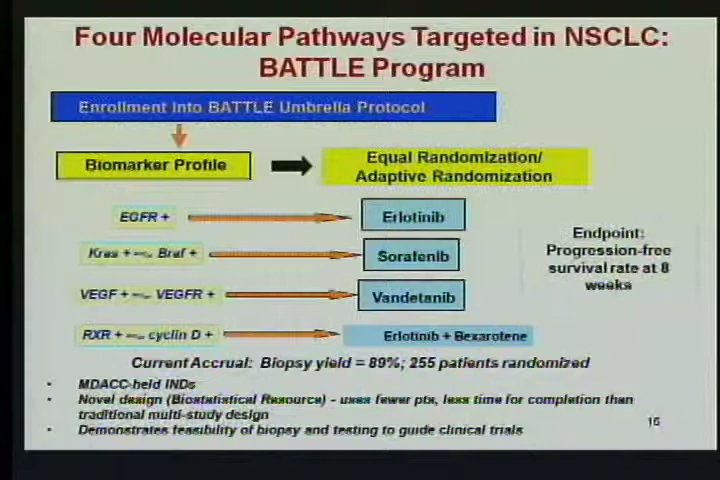 Four Molecular Pathways Targeted in NSCLC:
BATTLE Program
Enrollment into BATTLE Umbrella Protocol
Biomarker Profile
Equal Randomization/
Adaptive Randomization
EGFR +
Erlotinib
Kras + Braf +
Sorafenib
VEGF + VEGFR +
Vandetanib
RXR + cyclin D +
Erlotinib + Bexarotene
Endpoint:
Progression-free
survival rate at 8
weeks
Current Accrual: Biopsy yield = 89%; 255 patients randomized
• MDACC-held INDs
• Novel design (Biostatistical Resource) - uses fewer pts, less time for completion than
traditional multi-study design
• Demonstrates feasibility of biopsy and testing to guide clinical trials